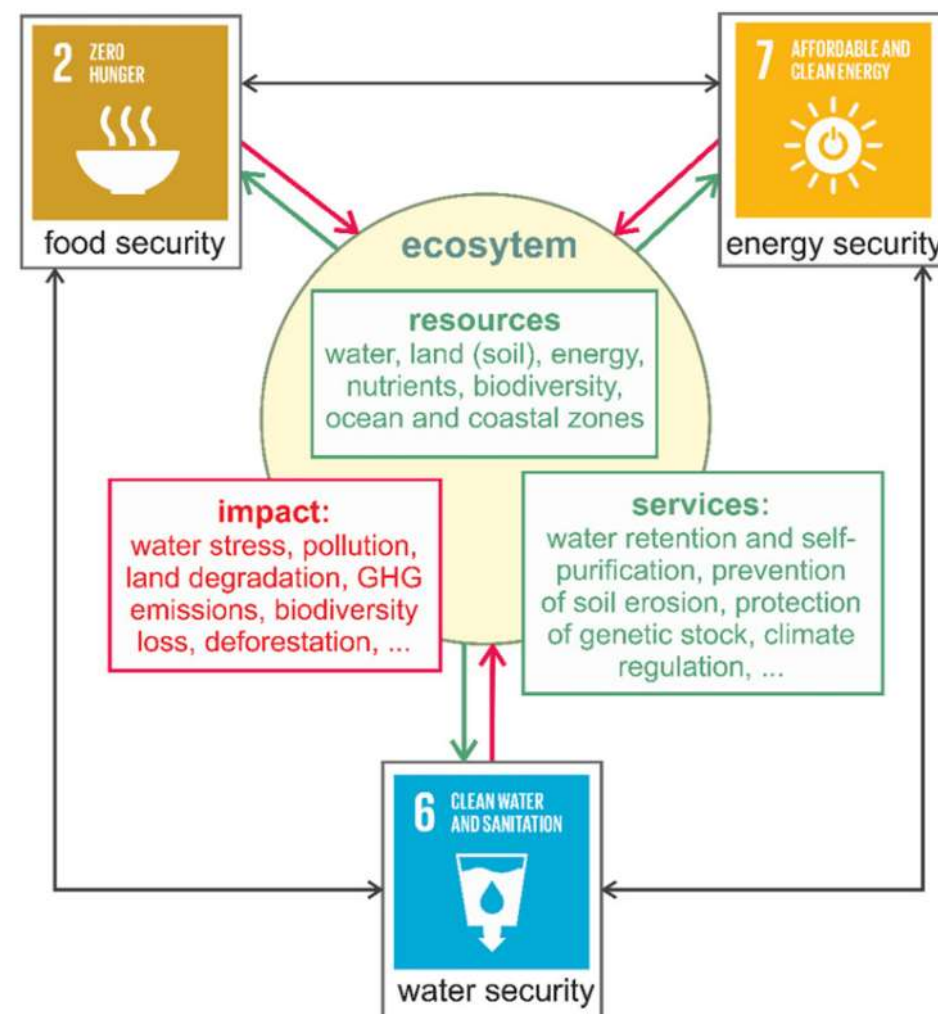 2 ZERO
HUNGER
food security
7 AFFORDABLE AND
CLEAN ENERGY
energy security
ecosytem
resources
water, land (soil), energy,
nutrients, biodiversity,
ocean and coastal zones
impact:
water stress, pollution,
land degradation, GHG
emissions, biodiversity
loss, deforestation, ...
services:
water retention and self-
purification, prevention
of soil erosion, protection
of genetic stock, climate
regulation, ...
6 CLEAN WATER
AND SANITATION
water security